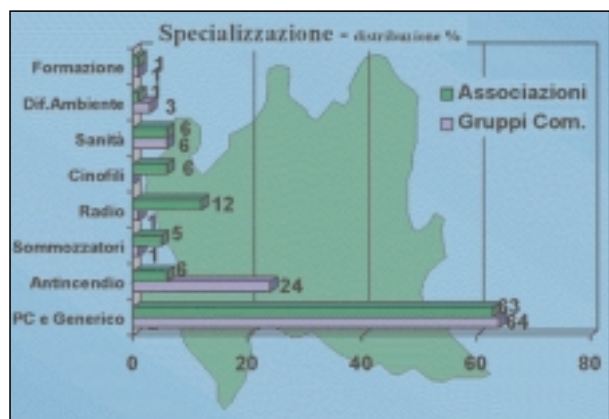 Specializzazione - distribuzione %
Associazioni
Gruppi Com.
Formazione 1
1
Dif.Ambiente 1
3
Sanità 6
6
Cinofili 6
Radio 12
1
Sommozzatori 5
1
Antincendio 6
24
PC e Generico 63
64
0 20 40 60 80